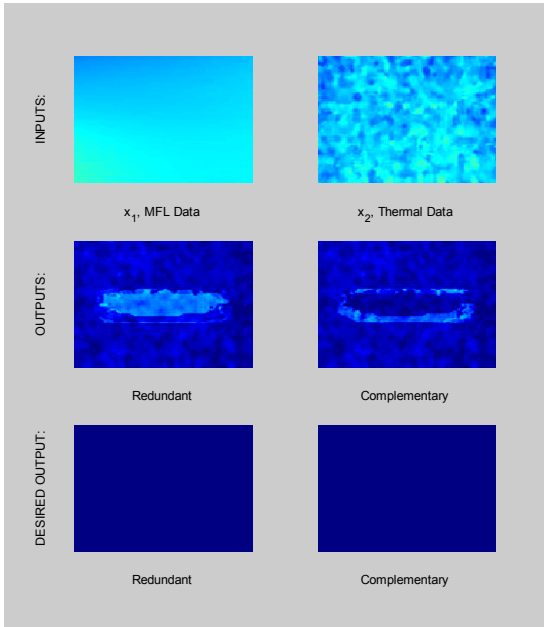 INPUTS:
x1, MFL Data
x2, Thermal Data
OUTPUTS:
Redundant
Complementary
DESIRED OUTPUT:
Redundant
Complementary